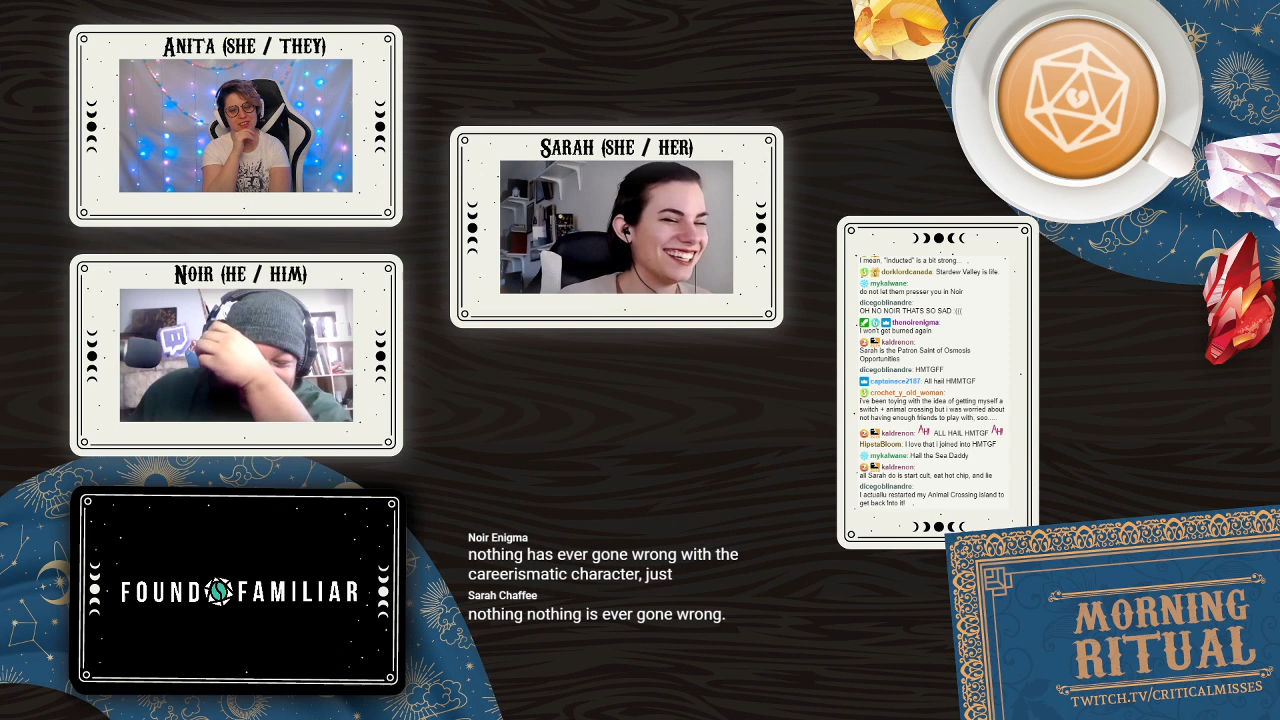 ANITA (SHE / THEY)
SARAH (SHE / HER)
NOIR (HE / HIM)
I mean, "inducted" is a bit strong...
dorklordcanada: Stardew Valley is life.
mykalwane:
do not let them presser you in Noir
dicegoblinandre:
OH NO NOIR THATS SO SAD :(((
thenoirenigma:
I won't get burned again
kaldrenon:
Sarah is the Patron Saint of Osmosis
Opportunities
dicegoblinandre: HMTGFF
captainace2187: All hail HMMTGF
crochet_y_old_woman:
i've been toying with the idea of getting myself a
switch + animal crossing but i was worried about
not having enough friends to play with, soo.....
kaldrenon: AH! ALL HAIL HMTGF AH!
HipstaBloom: I love that I joined into HMTGF
mykalwane: Hail the Sea Daddy
kaldrenon:
all Sarah do is start cult, eat hot chip, and lie
dicegoblinandre:
I actually restarted my Animal Crossing island to
get back into it!
FOUND FAMILIAR
Noir Enigma
nothing has ever gone wrong with the
careerismatic character, just
Sarah Chaffee
nothing nothing is ever gone wrong.
MORNING
RITUAL
TWITCH.TV/CRITICALMISSES